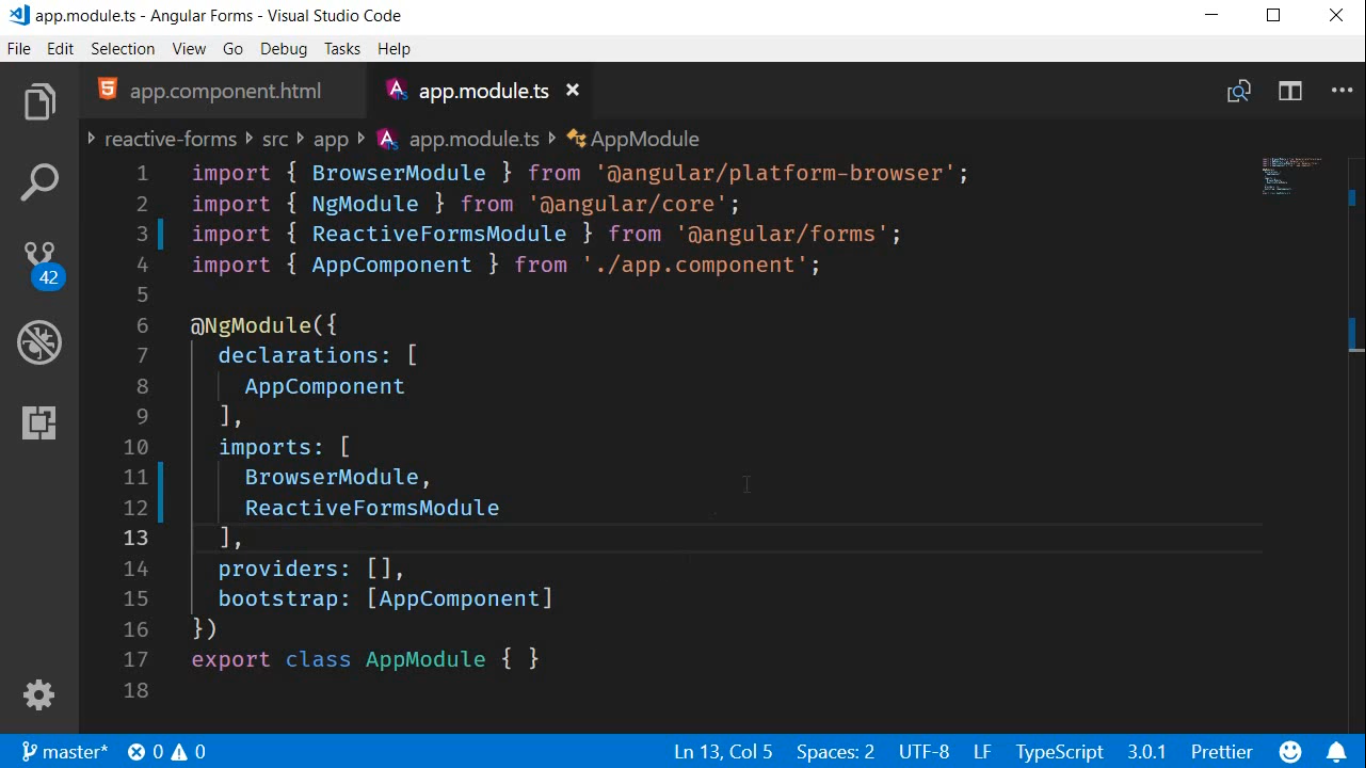 app.module.ts - Angular Forms - Visual Studio Code
File Edit Selection View Go Debug Tasks Help
app.component.html app.module.ts
reactive-forms src app app.module.ts AppModule
1 import { BrowserModule } from '@angular/platform-browser';
2 import { NgModule } from '@angular/core';
3 import { ReactiveFormsModule } from '@angular/forms';
4 import { AppComponent } from './app.component';
5
6 @NgModule({
7 declarations: [
8 AppComponent
9 ],
10 imports: [
11 BrowserModule,
12 ReactiveFormsModule
13 ],
14 providers: [],
15 bootstrap: [AppComponent]
16 })
17 export class AppModule { }
18
42
master* 0 0 Ln 13, Col 5 Spaces: 2 UTF-8 LF TypeScript 3.0.1 Prettier